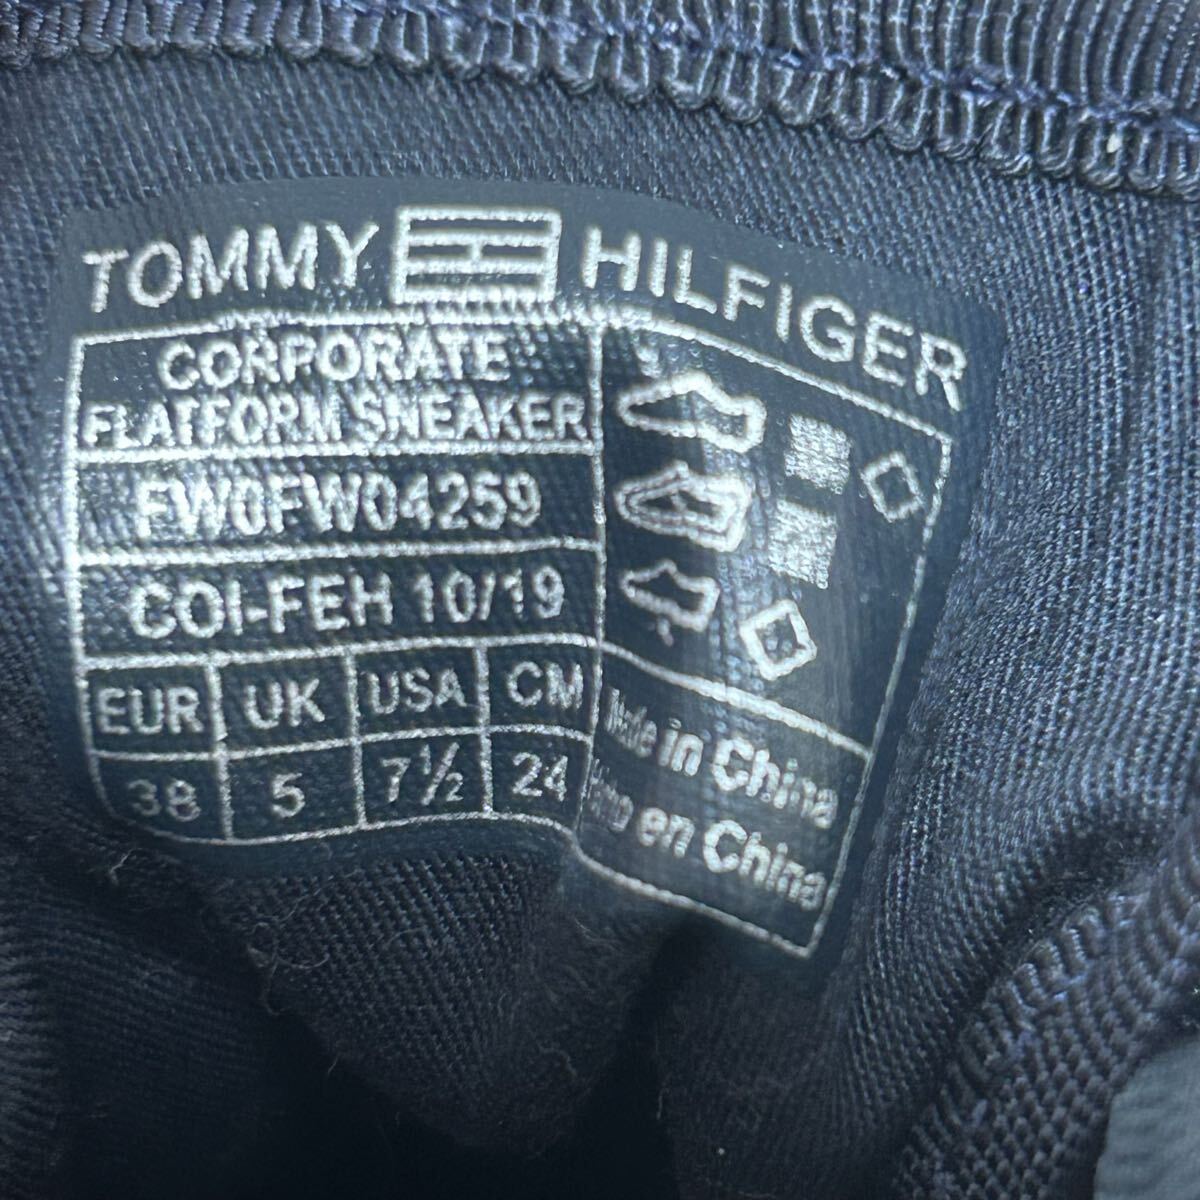 TOMMY HILFIGER
CORPORATE
FLATFORM SNEAKER
FW0FW04259
COI-FEH 10/19
EUR UK USA CM
38 5 7½ 24
Made in China
Hecho en China